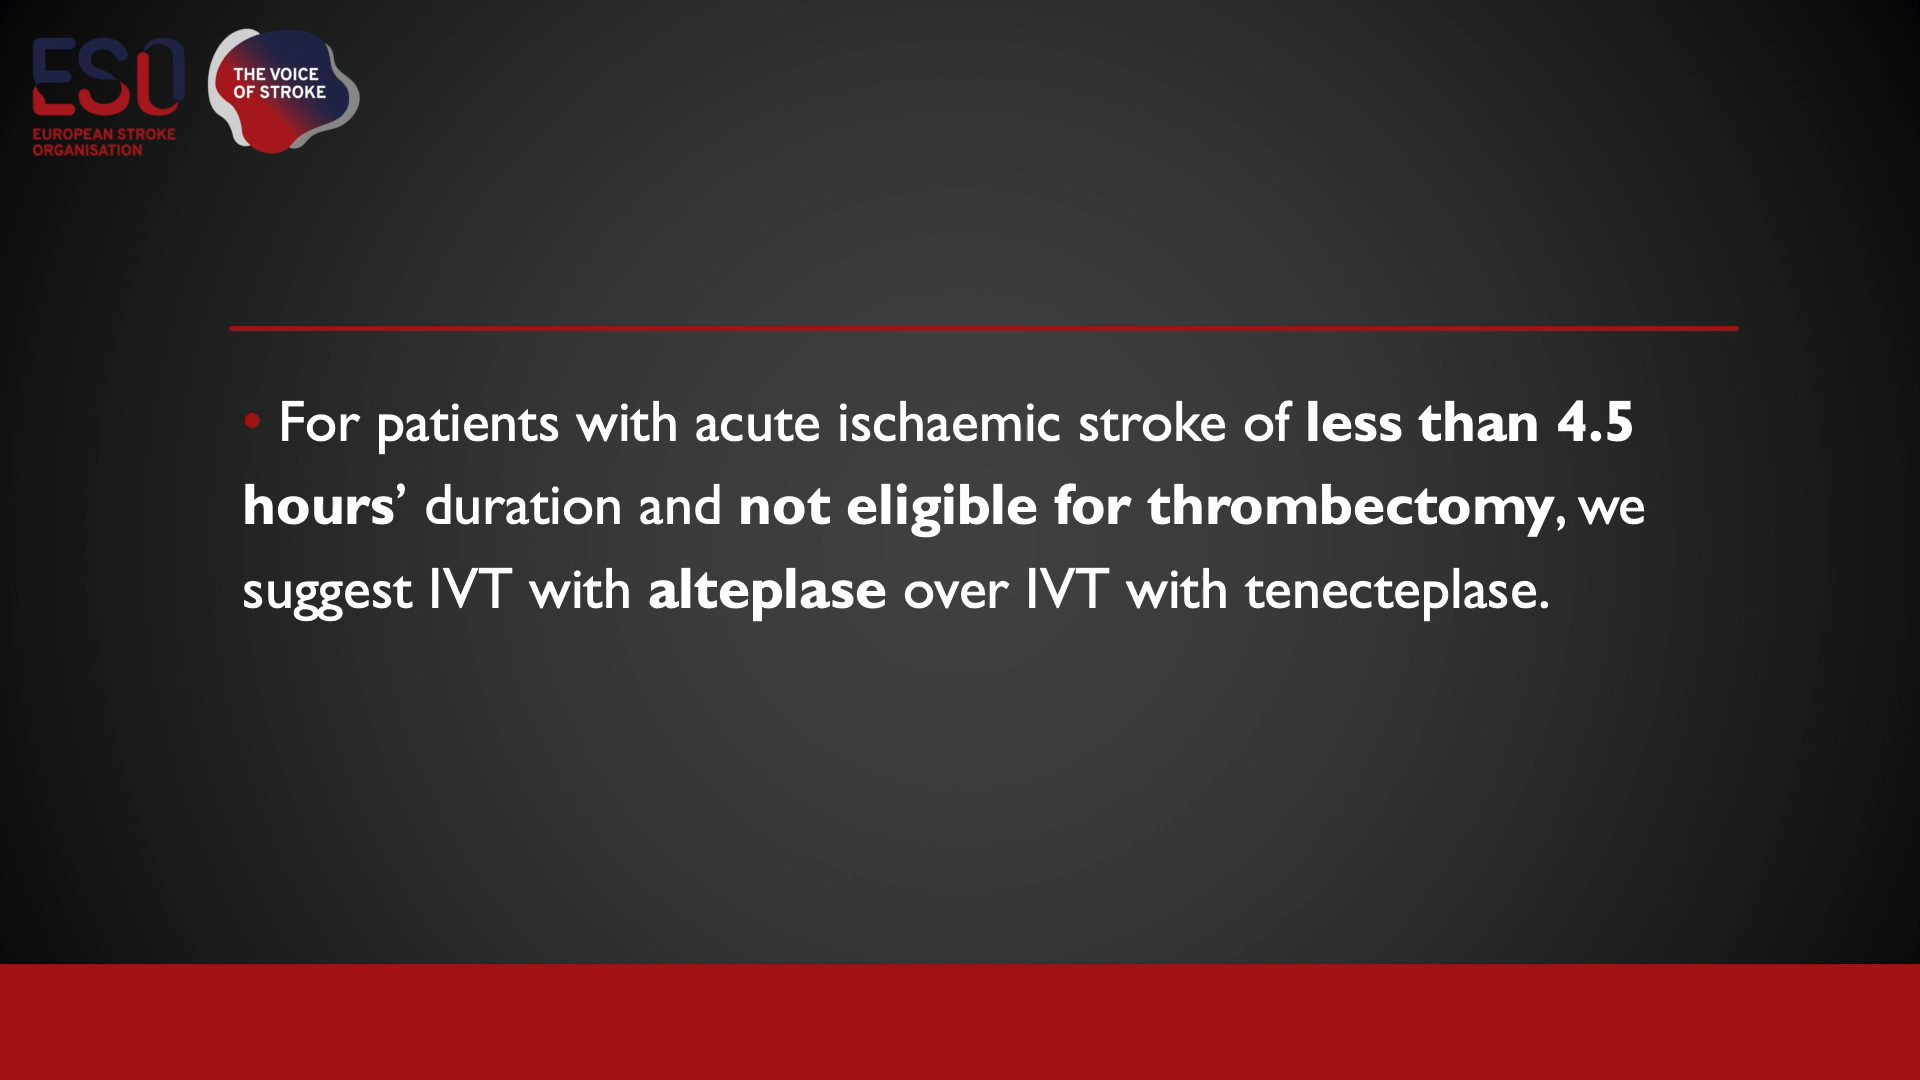 ESO
EUROPEAN STROKE
ORGANISATION
THE VOICE
OF STROKE
• For patients with acute ischaemic stroke of less than 4.5
hours’ duration and not eligible for thrombectomy, we
suggest IVT with alteplase over IVT with tenecteplase.